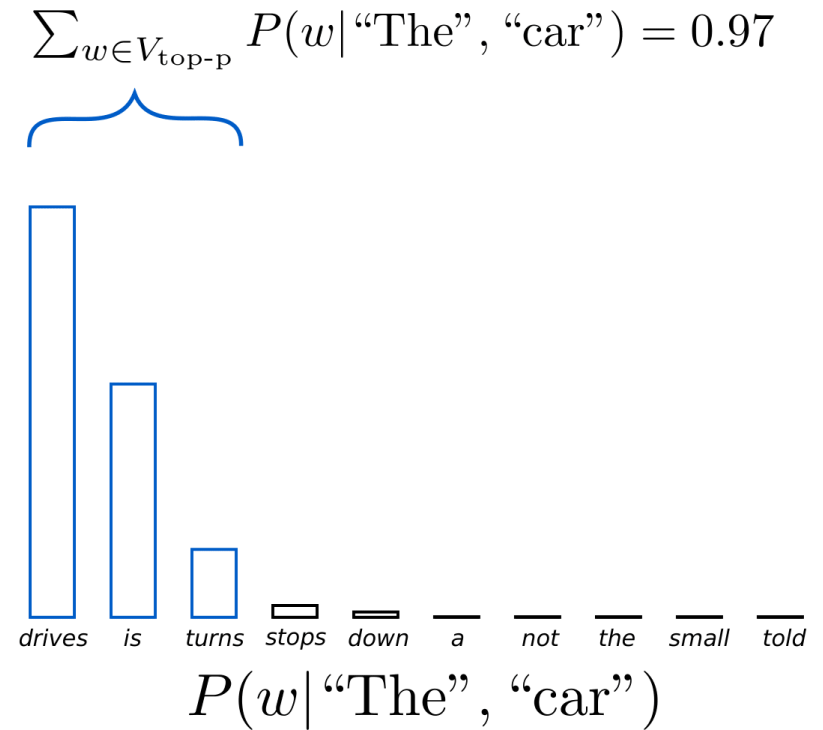 ∑w∈Vtop-p P(w|“The”, “car”) = 0.97
drives is turns stops down a not the small told
P(w|“The”, “car”)